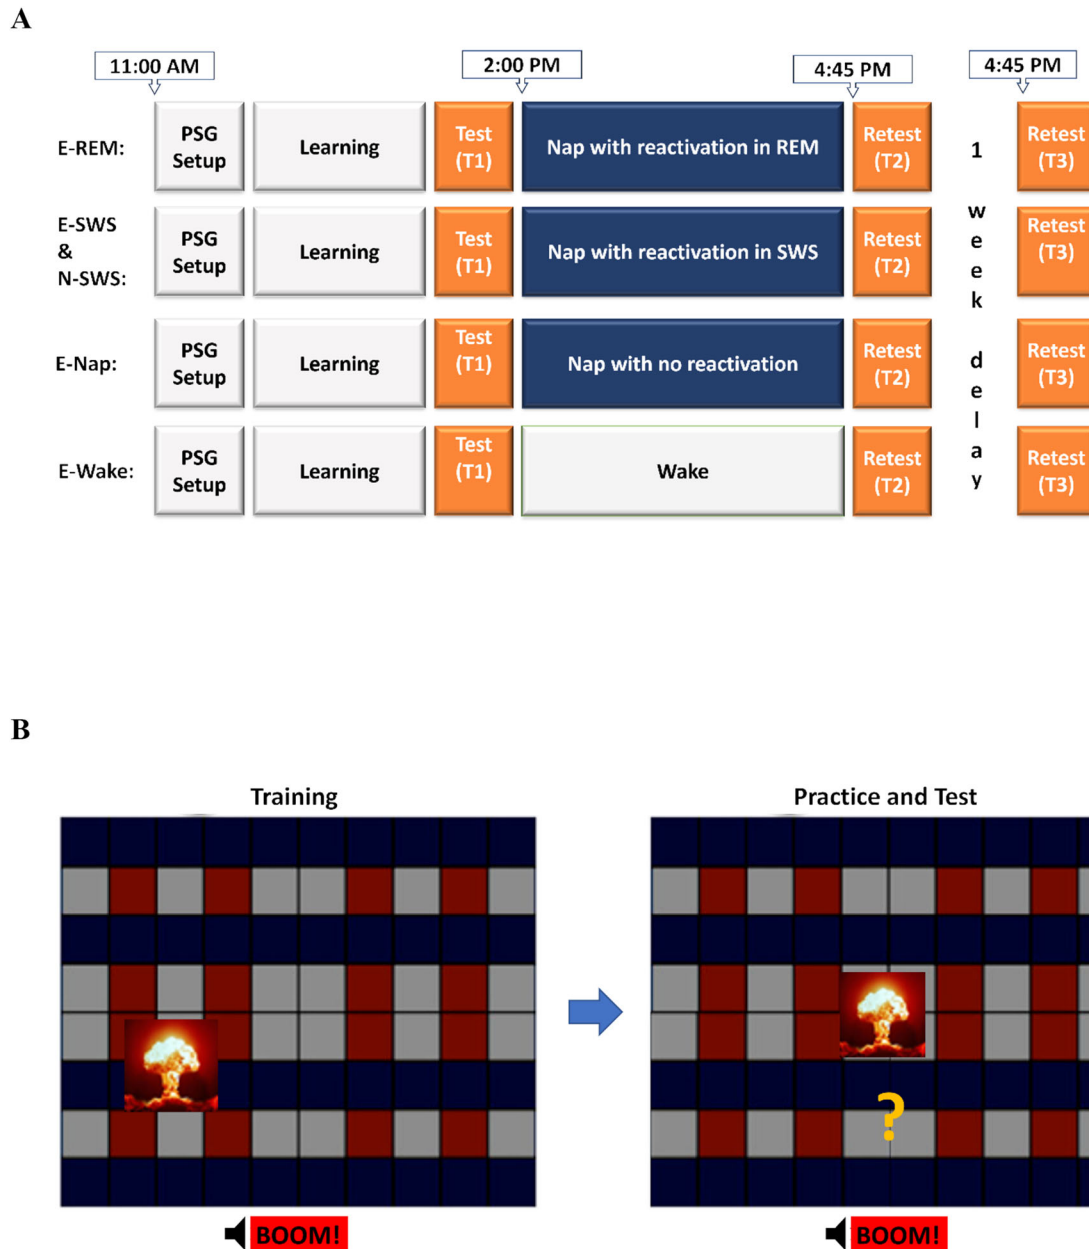 A
11:00 AM
2:00 PM
4:45 PM
4:45 PM
E-REM:
PSG
Setup
Learning
Test
(T1)
Nap with reactivation in REM
Retest
(T2)
Retest
(T3)
E-SWS
&
N-SWS:
PSG
Setup
Learning
Test
(T1)
Nap with reactivation in SWS
Retest
(T2)
Retest
(T3)
E-Nap:
PSG
Setup
Learning
Test
(T1)
Nap with no reactivation
Retest
(T2)
Retest
(T3)
E-Wake:
PSG
Setup
Learning
Test
(T1)
Wake
Retest
(T2)
Retest
(T3)
1 week delay
B
Training
Practice and Test
?
BOOM!
BOOM!